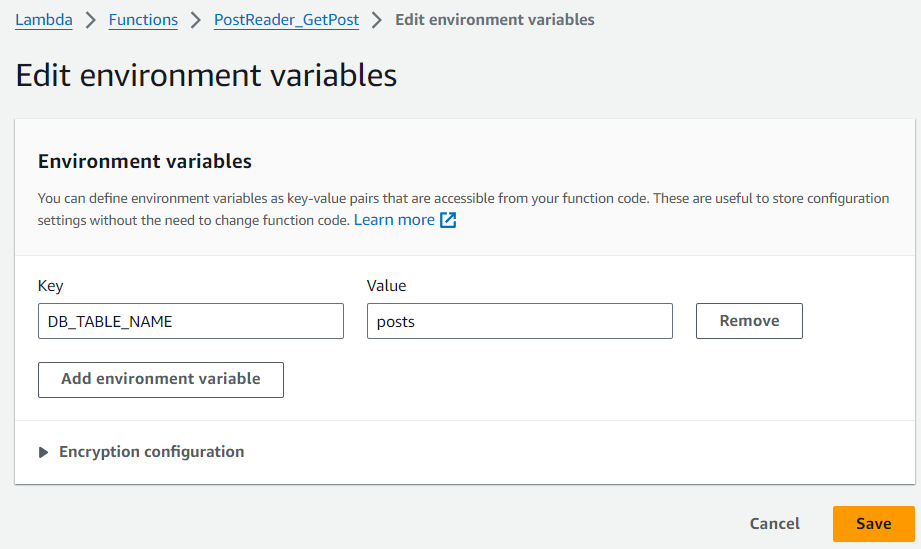 Lambda > Functions > PostReader_GetPost > Edit environment variables
Edit environment variables
Environment variables
You can define environment variables as key-value pairs that are accessible from your function code. These are useful to store configuration
settings without the need to change function code. Learn more
Key Value
DB_TABLE_NAME posts Remove
Add environment variable
Encryption configuration
Cancel Save